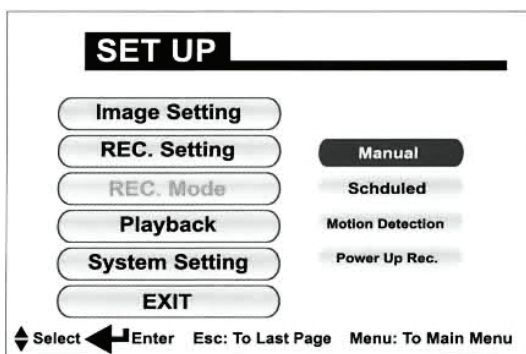 SET UP
Image Setting
REC. Setting
REC. Mode
Playback
System Setting
EXIT
Manual
Schduled
Motion Detection
Power Up Rec.
Select Enter Esc: To Last Page Menu: To Main Menu